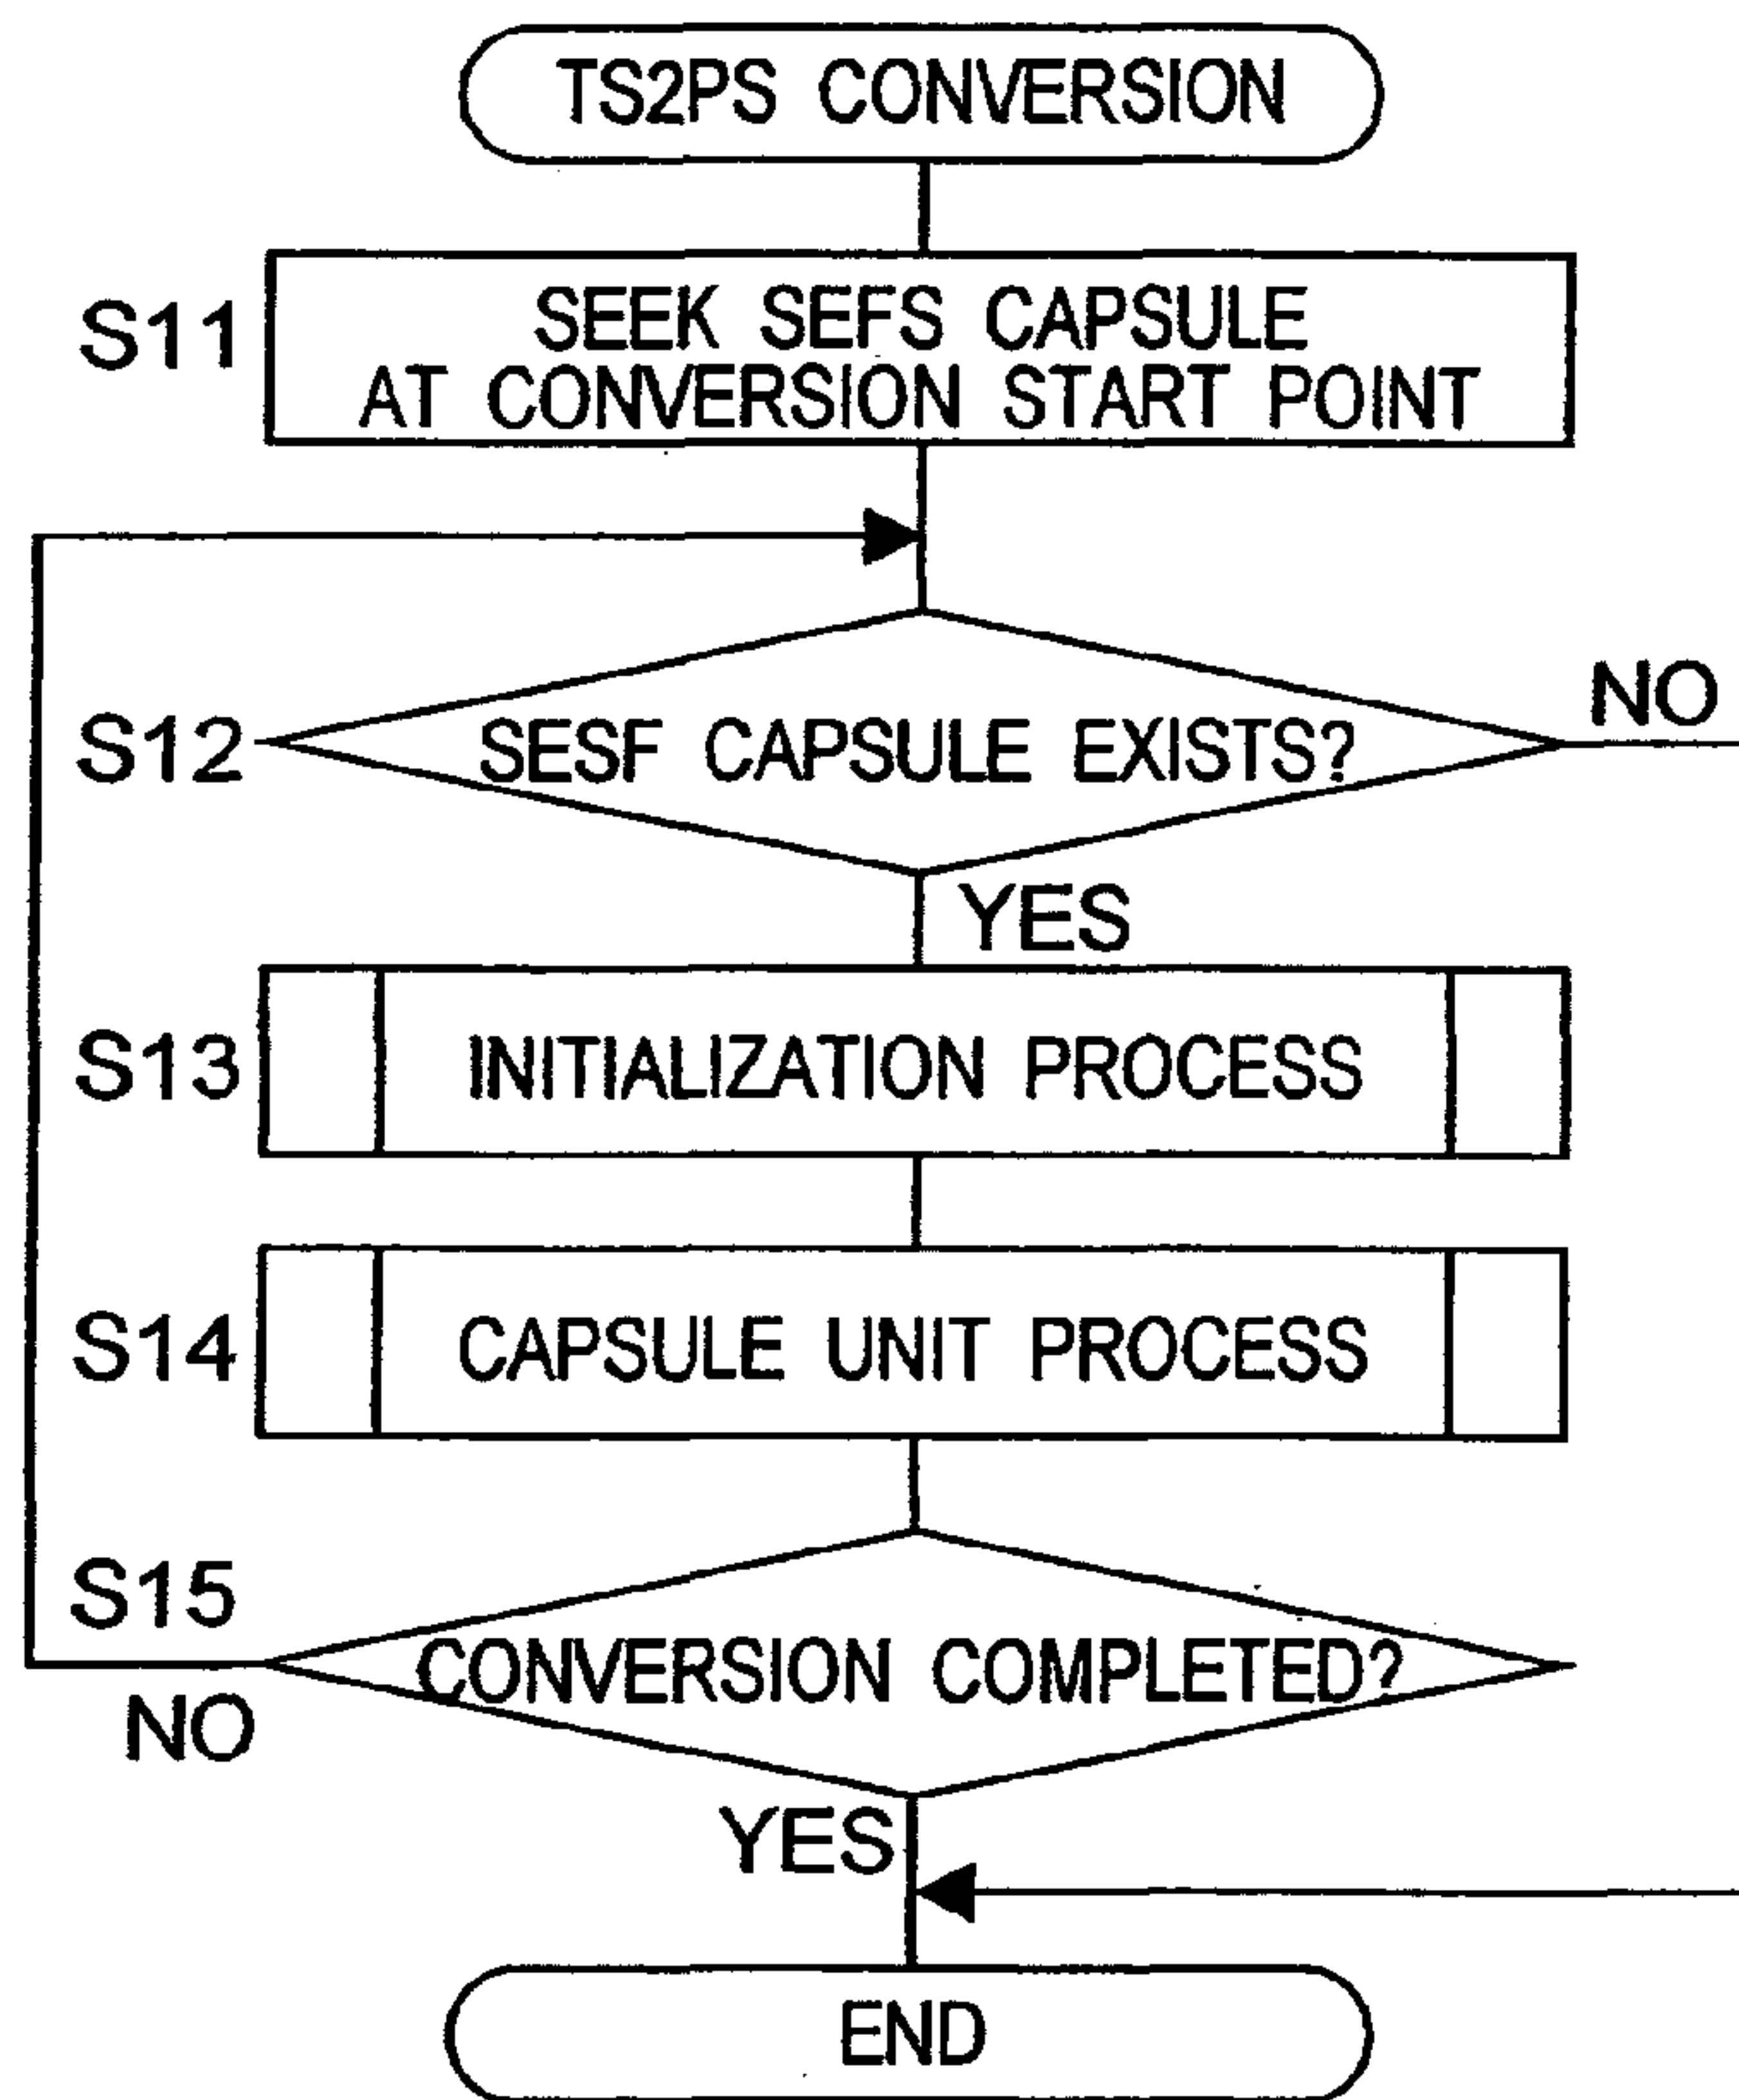 TS2PS CONVERSION
S11
SEEK SEFS CAPSULE
AT CONVERSION START POINT
S12
SESF CAPSULE EXISTS?
NO
YES
S13
INITIALIZATION PROCESS
S14
CAPSULE UNIT PROCESS
S15
CONVERSION COMPLETED?
NO
YES
END